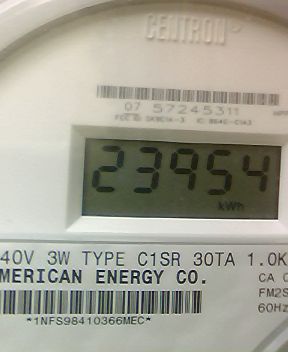 CENTRON
07 57245311
23954
kWh
40V 3W TYPE C1SR 30TA 1.0K
MERICAN ENERGY CO.
CA
FM2S
60Hz
*1NFS98410366MEC*